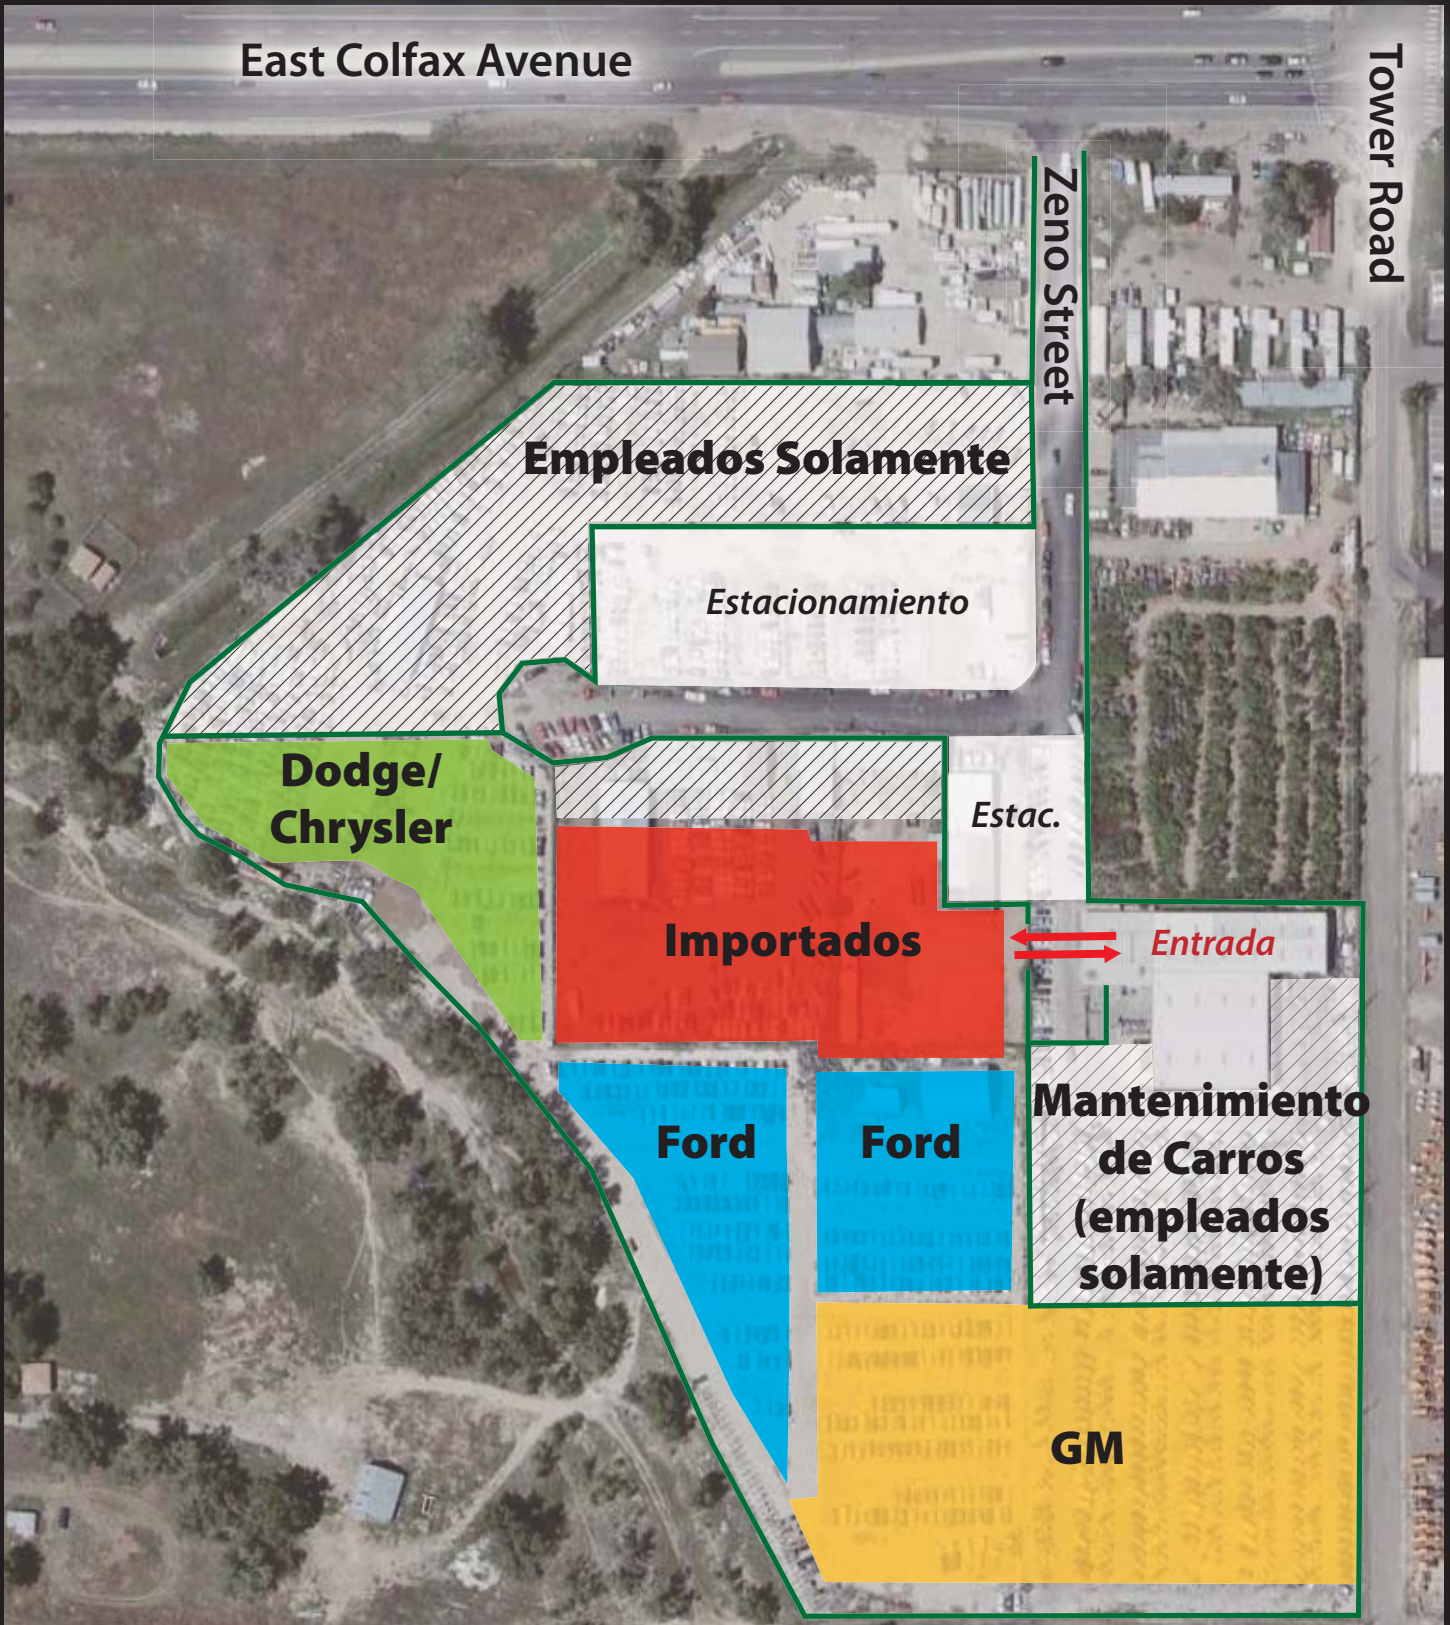 East Colfax Avenue
Tower Road
Zeno Street
Empleados Solamente
Estacionamiento
Dodge/
Chrysler
Estac.
Importados
Entrada
Ford
Ford
Mantenimiento
de Carros
(empleados
solamente)
GM